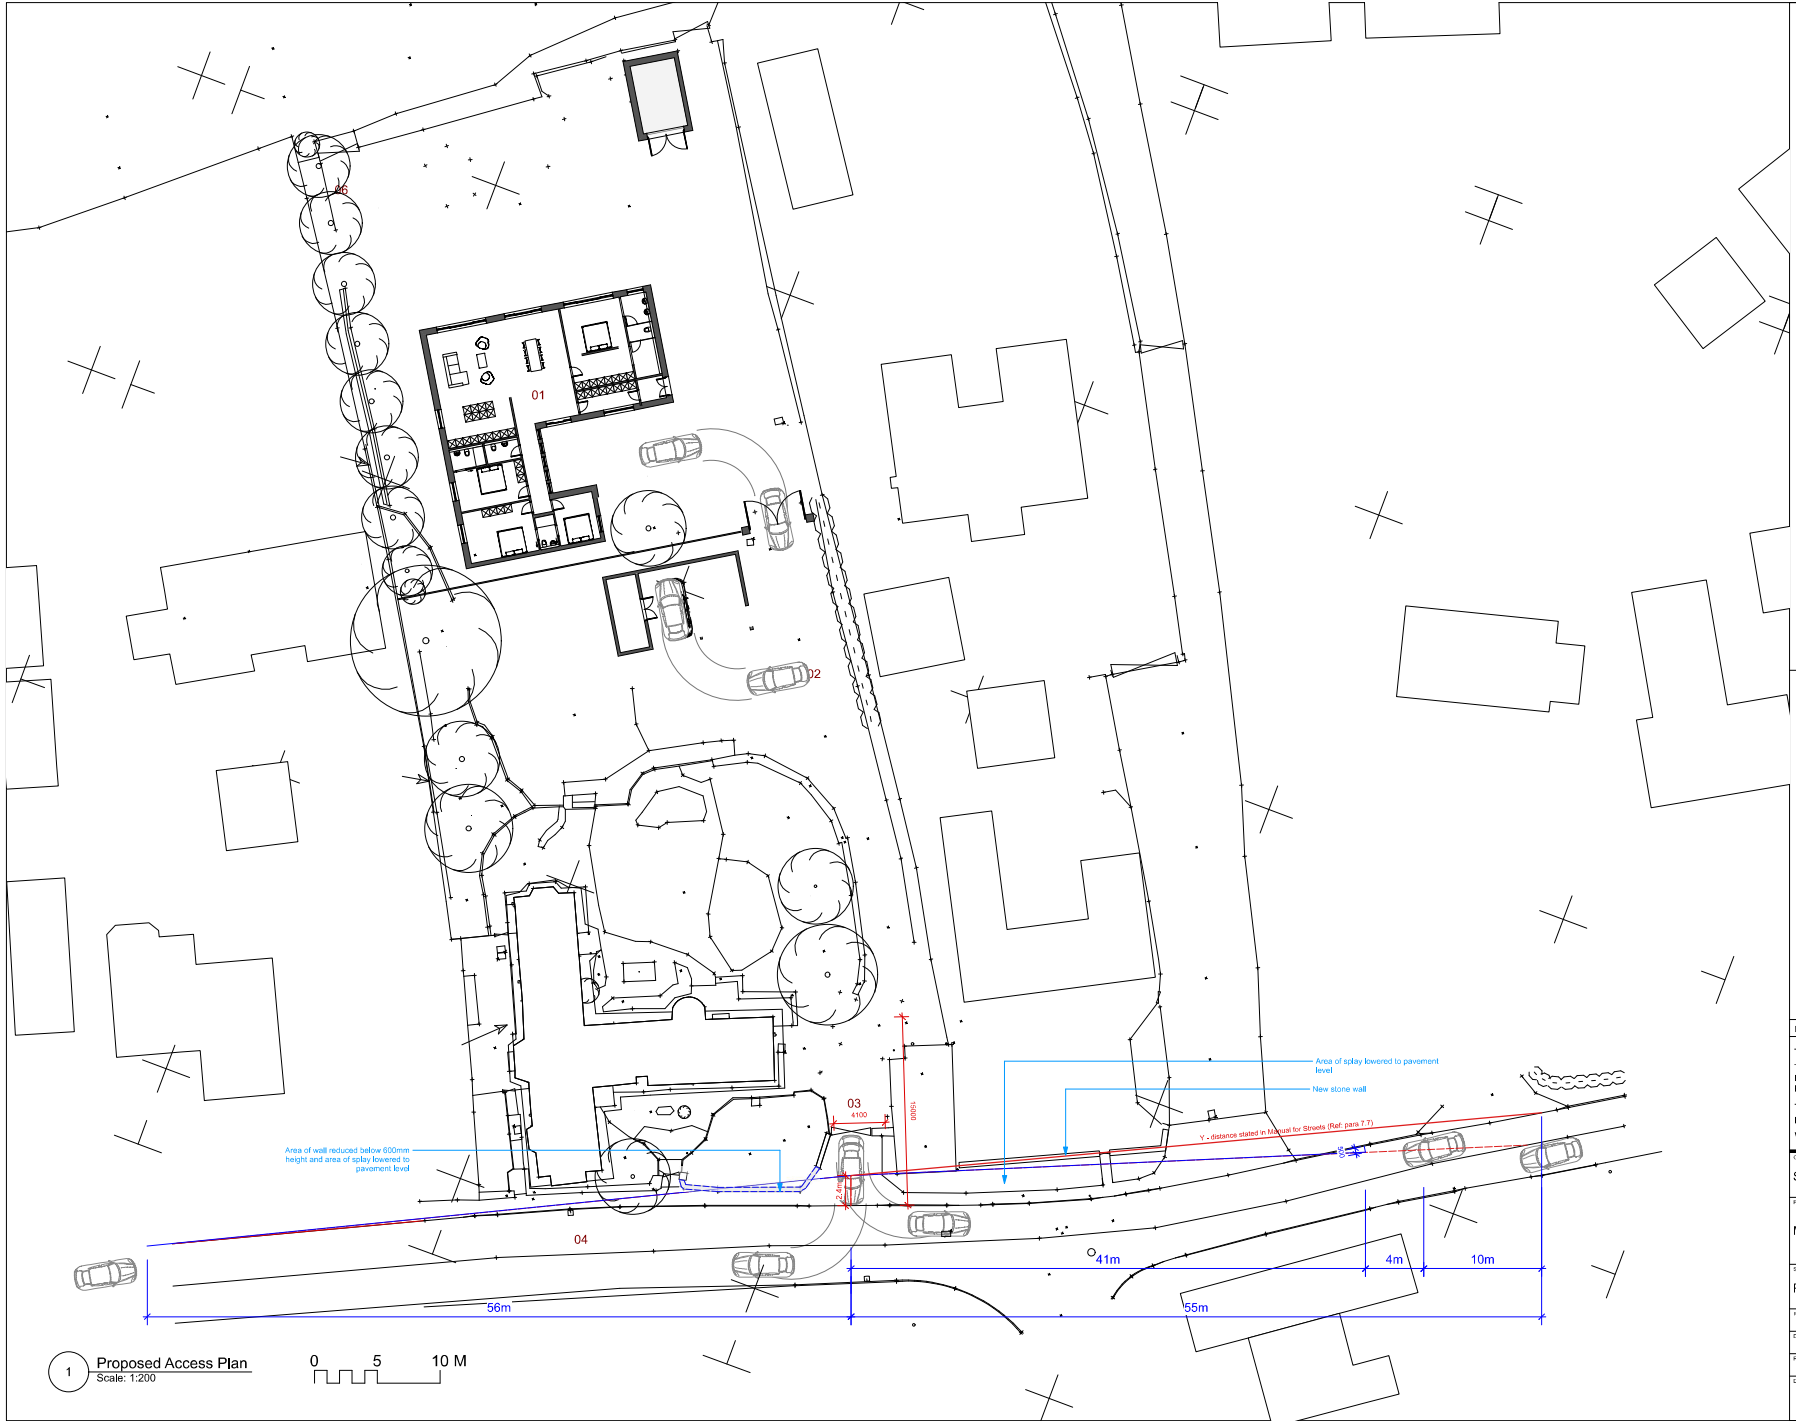 06
01
02
Area of splay lowered to pavement
level
New stone wall
03
4100
15000
Y - distance stated in Manual for Streets (Ref: para 7.7)
Area of wall reduced below 600mm
height and area of splay lowered to
pavement level
2.4m
04
41m
4m
10m
56m
55m
1
Proposed Access Plan
Scale: 1:200
0 5 10 M